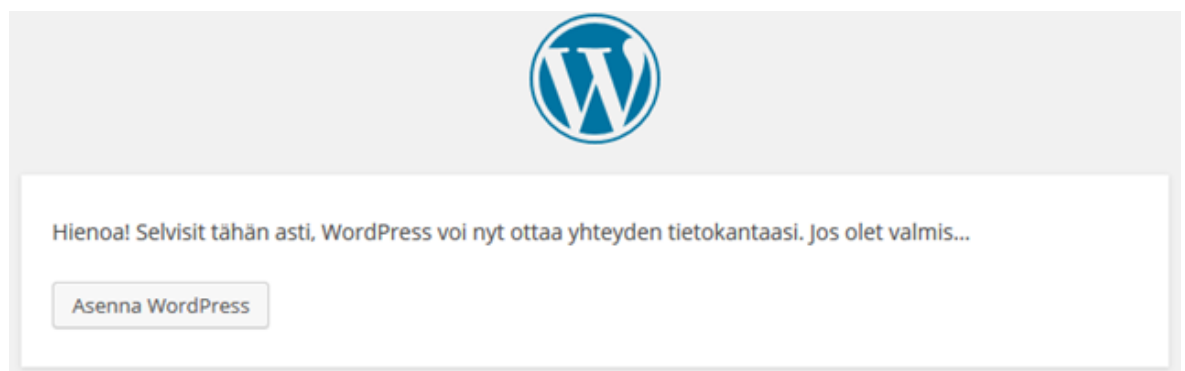 Hienoa! Selvisit tähän asti, WordPress voi nyt ottaa yhteyden tietokantaasi. Jos olet valmis...
Asenna WordPress